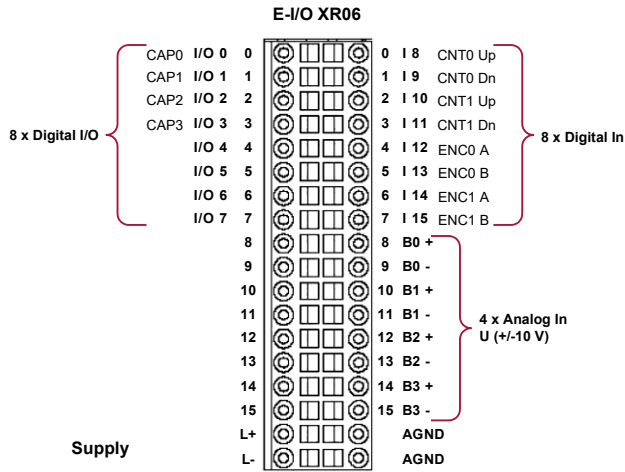 E-I/O XR06
CAP0 I/O 0 0 0 I 8 CNT0 Up
CAP1 I/O 1 1 1 I 9 CNT0 Dn
CAP2 I/O 2 2 2 I 10 CNT1 Up
CAP3 I/O 3 3 3 I 11 CNT1 Dn
8 x Digital I/O
8 x Digital In
I/O 4 4 4 I 12 ENC0 A
I/O 5 5 5 I 13 ENC0 B
I/O 6 6 6 I 14 ENC1 A
I/O 7 7 7 I 15 ENC1 B
8 8 B0 +
9 9 B0 -
10 10 B1 +
11 11 B1 -
4 x Analog In
U (+/-10 V)
12 12 B2 +
13 13 B2 -
14 14 B3 +
15 15 B3 -
Supply
L+ AGND
L- AGND